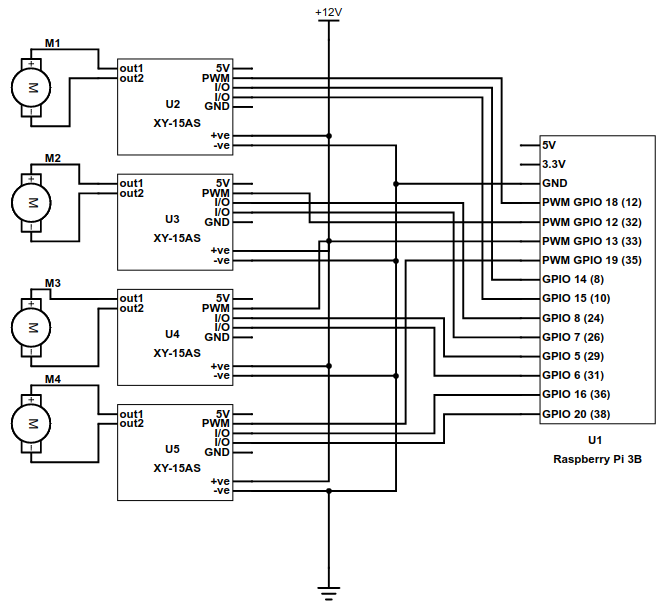 +12V
M1
M
+
−
out1
out2
5V
PWM
I/O
I/O
GND
+ve
-ve
U2
XY-15AS
M2
M
+
−
out1
out2
5V
PWM
I/O
I/O
GND
+ve
-ve
U3
XY-15AS
M3
M
+
−
out1
out2
5V
PWM
I/O
I/O
GND
+ve
-ve
U4
XY-15AS
M4
M
+
−
out1
out2
5V
PWM
I/O
I/O
GND
+ve
-ve
U5
XY-15AS
5V
3.3V
GND
PWM GPIO 18 (12)
PWM GPIO 12 (32)
PWM GPIO 13 (33)
PWM GPIO 19 (35)
GPIO 14 (8)
GPIO 15 (10)
GPIO 8 (24)
GPIO 7 (26)
GPIO 5 (29)
GPIO 6 (31)
GPIO 16 (36)
GPIO 20 (38)
U1
Raspberry Pi 3B